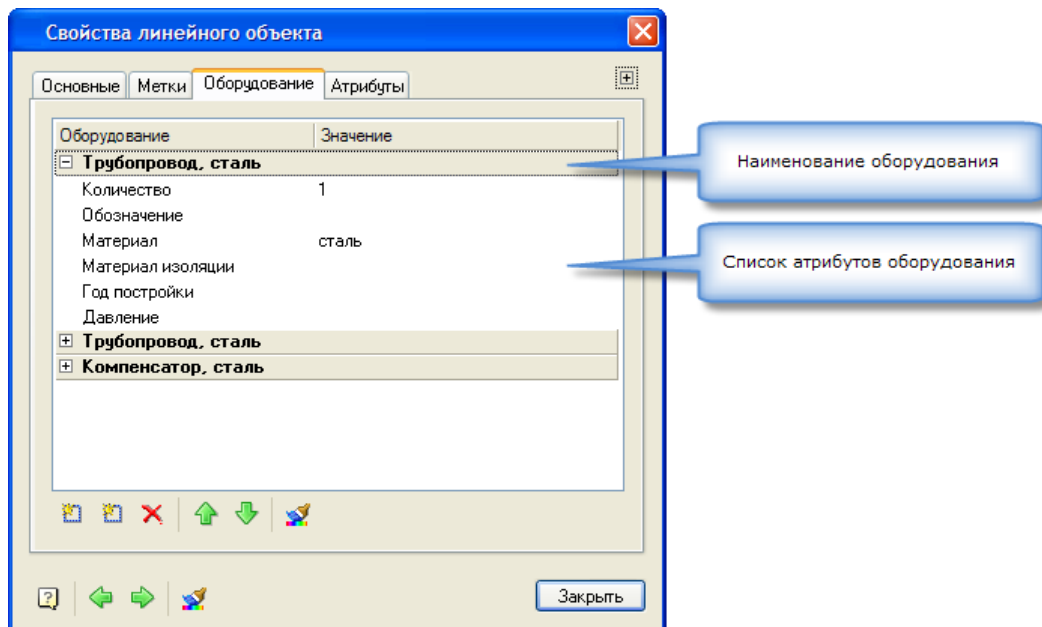 Свойства линейного объекта
Основные Метки Оборудование Атрибуты
Оборудование Значение
Трубопровод, сталь
Наименование оборудования
Количество 1
Обозначение
Материал сталь
Материал изоляции
Список атрибутов оборудования
Год постройки
Давление
Трубопровод, сталь
Компенсатор, сталь
Закрыть